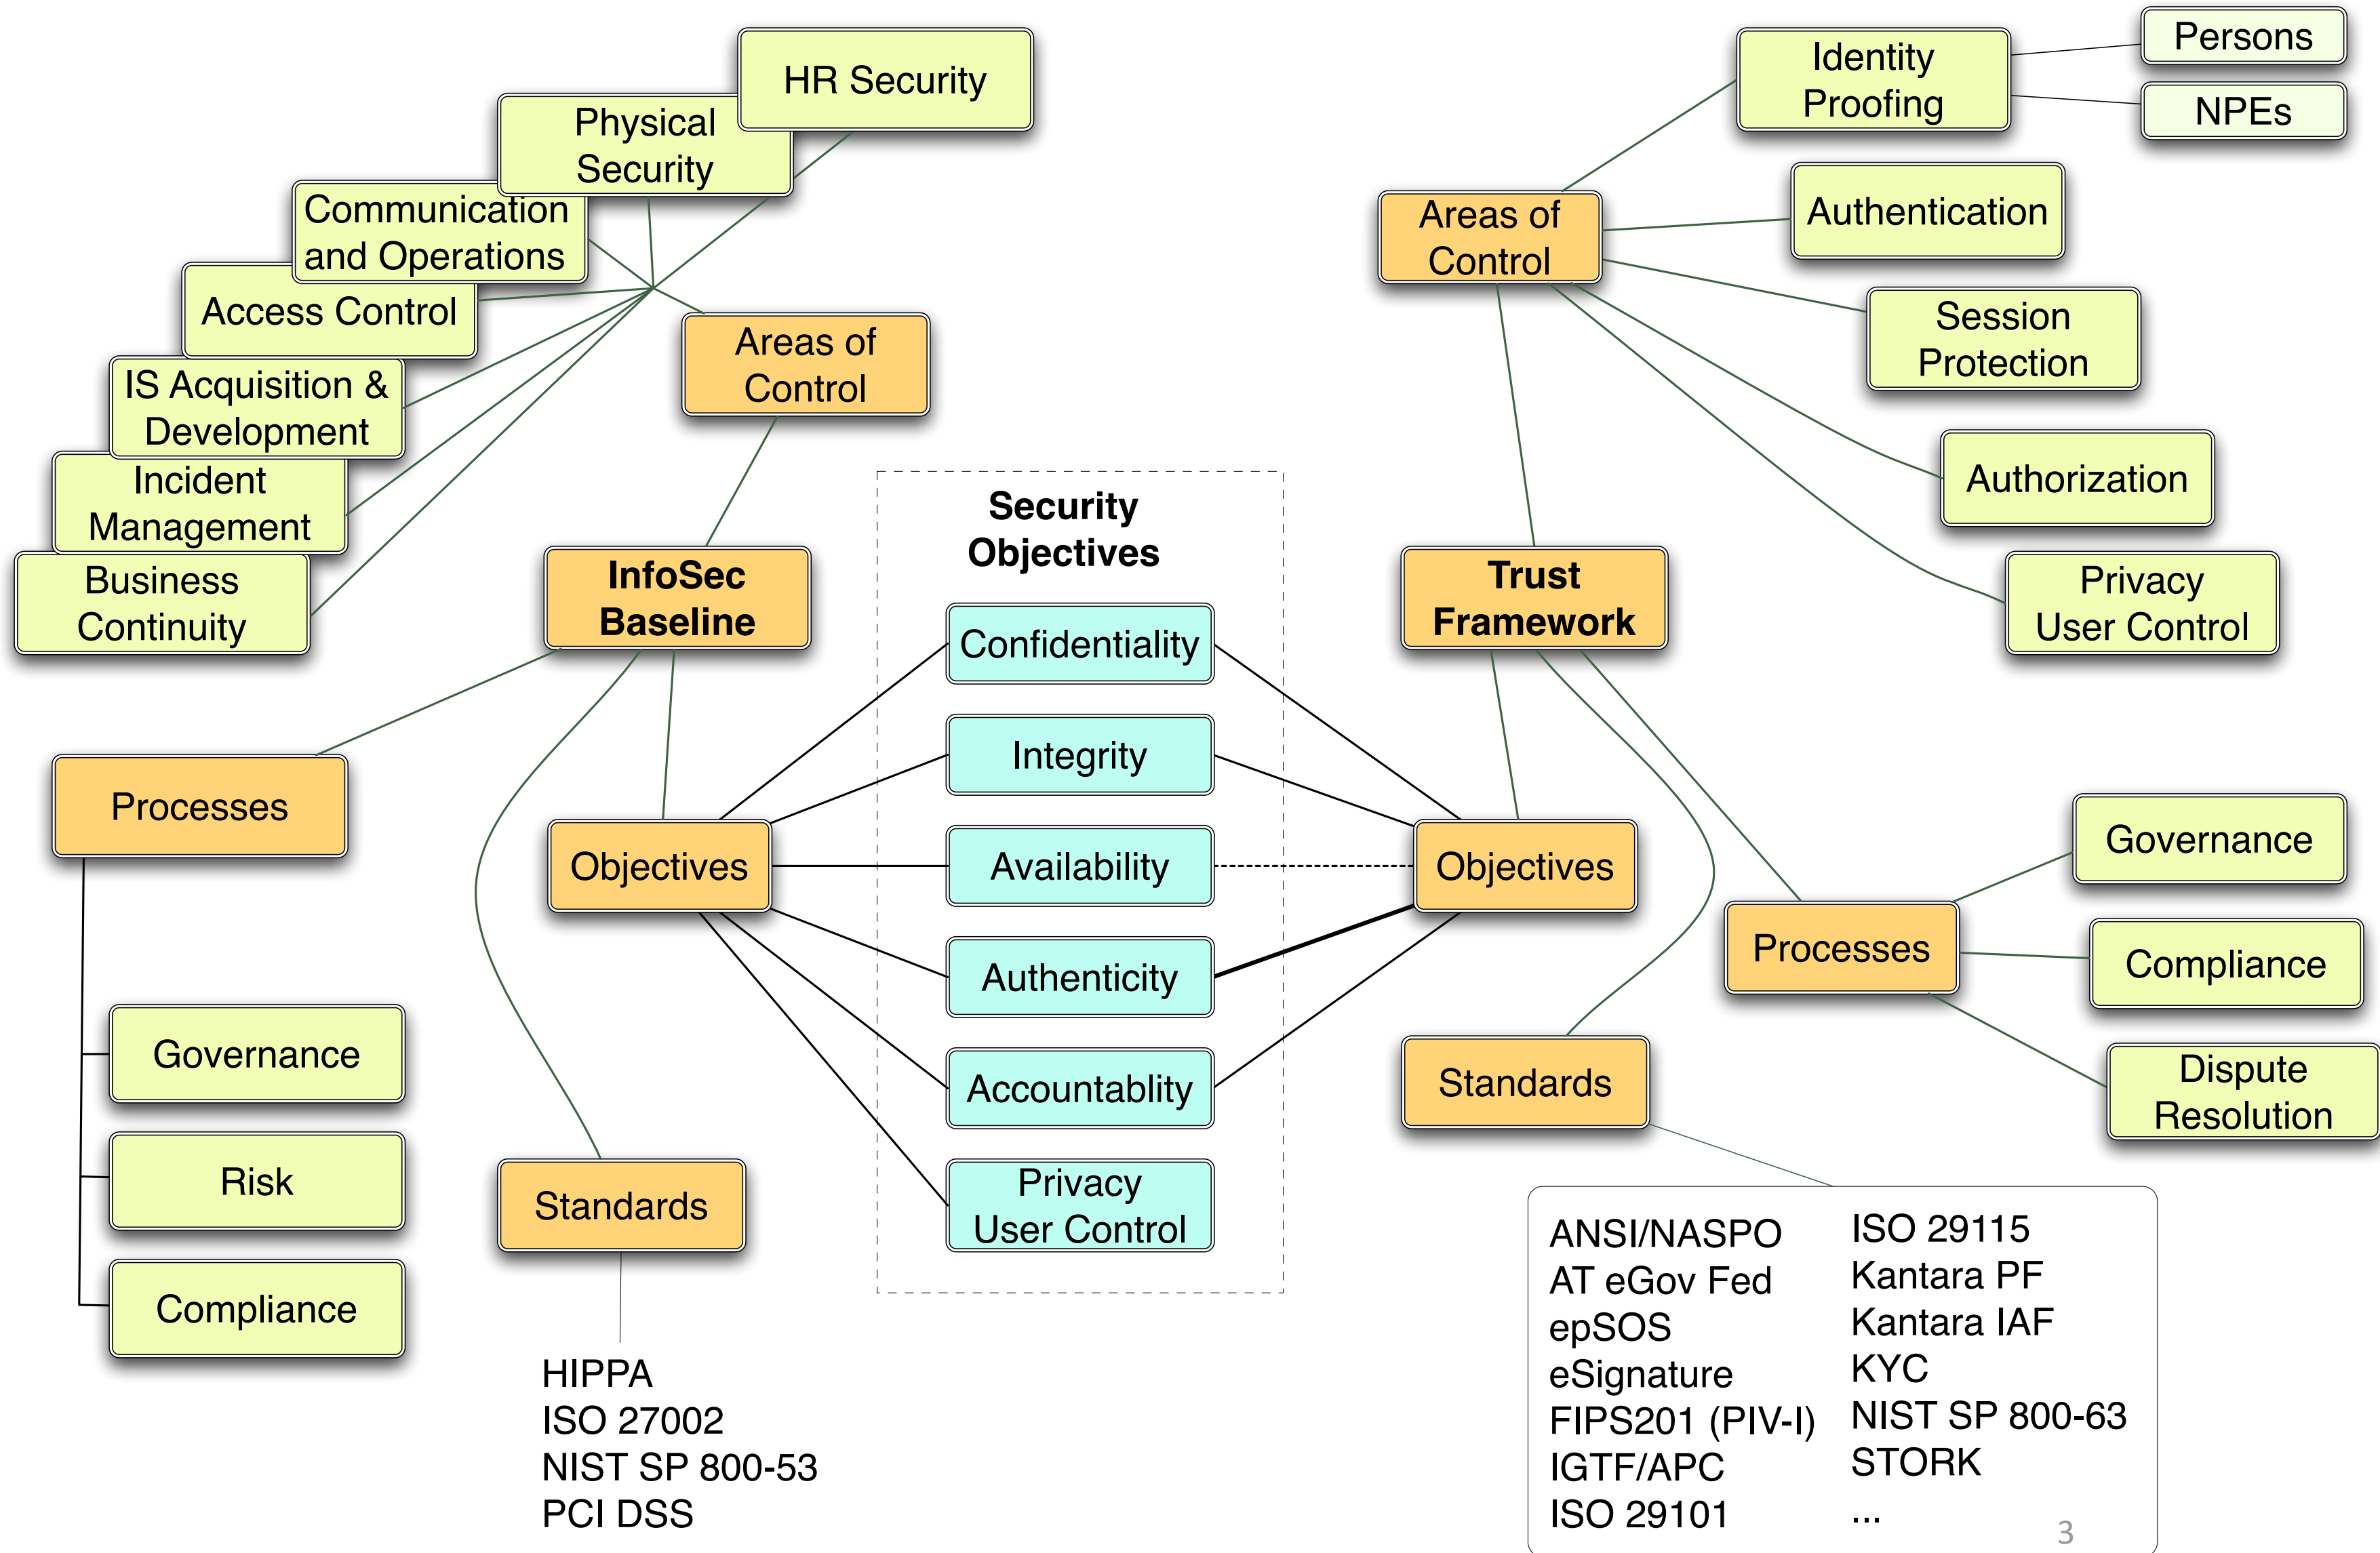 HR Security
Physical
Security
Communication
and Operations
Access Control
IS Acquisition &
Development
Incident
Management
Business
Continuity
Areas of
Control
InfoSec
Baseline
Processes
Governance
Risk
Compliance
Objectives
Standards
HIPPA
ISO 27002
NIST SP 800-53
PCI DSS
Security
Objectives
Confidentiality
Integrity
Availability
Authenticity
Accountablity
Privacy
User Control
Identity
Proofing
Persons
NPEs
Areas of
Control
Authentication
Session
Protection
Authorization
Privacy
User Control
Trust
Framework
Objectives
Processes
Governance
Compliance
Dispute
Resolution
Standards
ANSI/NASPO
AT eGov Fed
epSOS
eSignature
FIPS201 (PIV-I)
IGTF/APC
ISO 29101
ISO 29115
Kantara PF
Kantara IAF
KYC
NIST SP 800-63
STORK
...
3